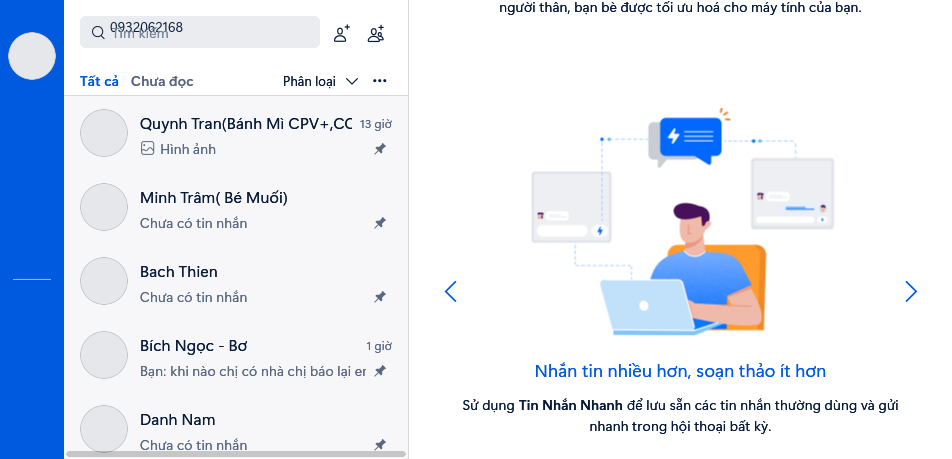 người thân, bạn bè được tối ưu hoá cho máy tính của bạn.
0932062168
Tìm kiếm
Tất cả Chưa đọc Phân loại
Quynh Tran(Bánh Mì CPV+,CC 13 giờ
Hình ảnh
Minh Trâm( Bé Muối)
Chưa có tin nhắn
Bach Thien
Chưa có tin nhắn
Bích Ngọc - Bơ 1 giờ
Bạn: khi nào chị có nhà chị báo lại em
Danh Nam
Chưa có tin nhắn
Nhắn tin nhiều hơn, soạn thảo ít hơn
Sử dụng Tin Nhắn Nhanh để lưu sẵn các tin nhắn thường dùng và gửi
nhanh trong hội thoại bất kỳ.